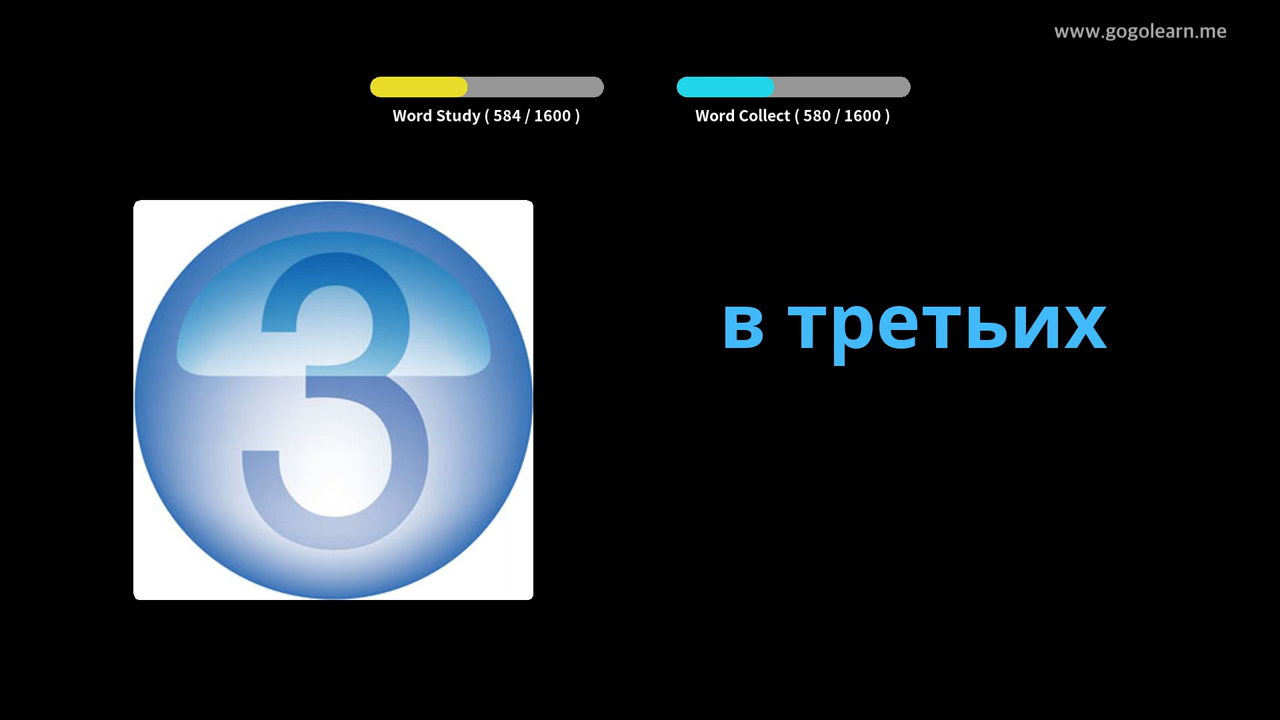 www.gogolearn.me
Word Study ( 584 / 1600 )
Word Collect ( 580 / 1600 )
3
в третьих